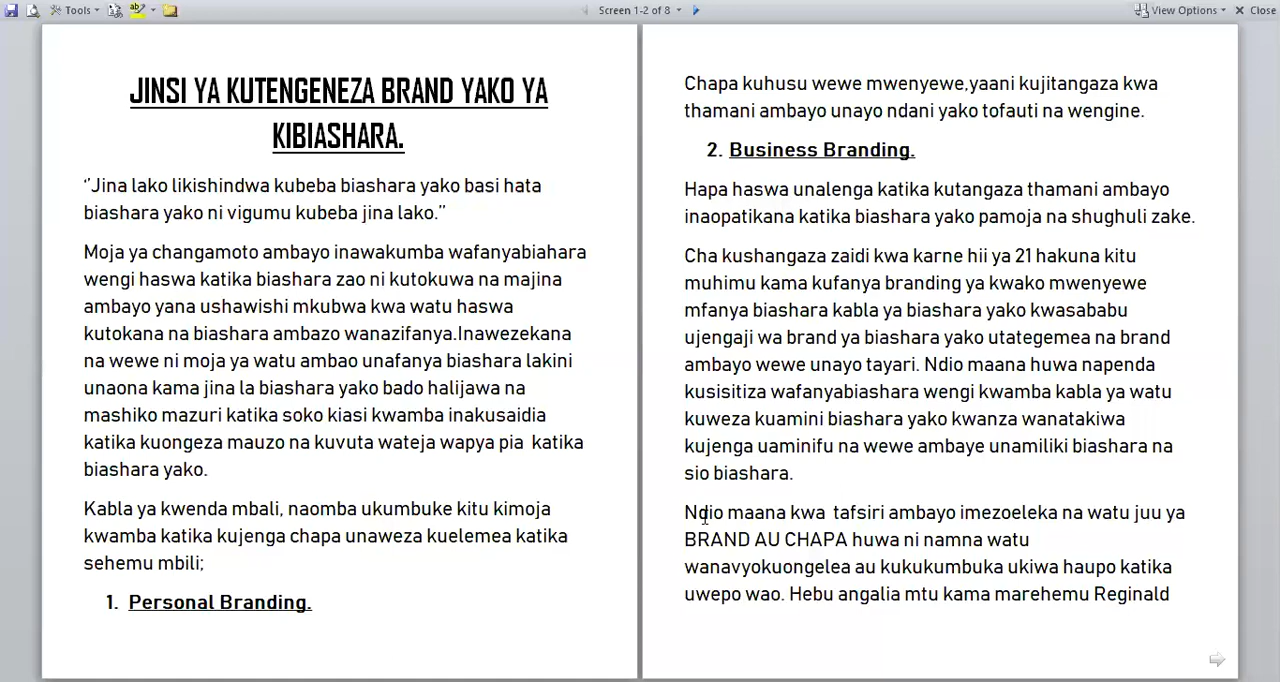 Tools
Screen 1-2 of 8
View Options
Close
JINSI YA KUTENGENEZA BRAND YAKO YA
KIBIASHARA.
‘’Jina lako likishindwa kubeba biashara yako basi hata
biashara yako ni vigumu kubeba jina lako.’’
Moja ya changamoto ambayo inawakumba wafanyabiahara
wengi haswa katika biashara zao ni kutokuwa na majina
ambayo yana ushawishi mkubwa kwa watu haswa
kutokana na biashara ambazo wanazifanya.Inawezekana
na wewe ni moja ya watu ambao unafanya biashara lakini
unaona kama jina la biashara yako bado halijawa na
mashiko mazuri katika soko kiasi kwamba inakusaidia
katika kuongeza mauzo na kuvuta wateja wapya pia  katika
biashara yako.
Kabla ya kwenda mbali, naomba ukumbuke kitu kimoja
kwamba katika kujenga chapa unaweza kuelemea katika
sehemu mbili;
1. Personal Branding.
Chapa kuhusu wewe mwenyewe,yaani kujitangaza kwa
thamani ambayo unayo ndani yako tofauti na wengine.
2. Business Branding.
Hapa haswa unalenga katika kutangaza thamani ambayo
inaopatikana katika biashara yako pamoja na shughuli zake.
Cha kushangaza zaidi kwa karne hii ya 21 hakuna kitu
muhimu kama kufanya branding ya kwako mwenyewe
mfanya biashara kabla ya biashara yako kwasababu
ujengaji wa brand ya biashara yako utategemea na brand
ambayo wewe unayo tayari. Ndio maana huwa napenda
kusisitiza wafanyabiashara wengi kwamba kabla ya watu
kuweza kuamini biashara yako kwanza wanatakiwa
kujenga uaminifu na wewe ambaye unamiliki biashara na
sio biashara.
Ndio maana kwa  tafsiri ambayo imezoeleka na watu juu ya
BRAND AU CHAPA huwa ni namna watu
wanavyokuongelea au kukukumbuka ukiwa haupo katika
uwepo wao. Hebu angalia mtu kama marehemu Reginald